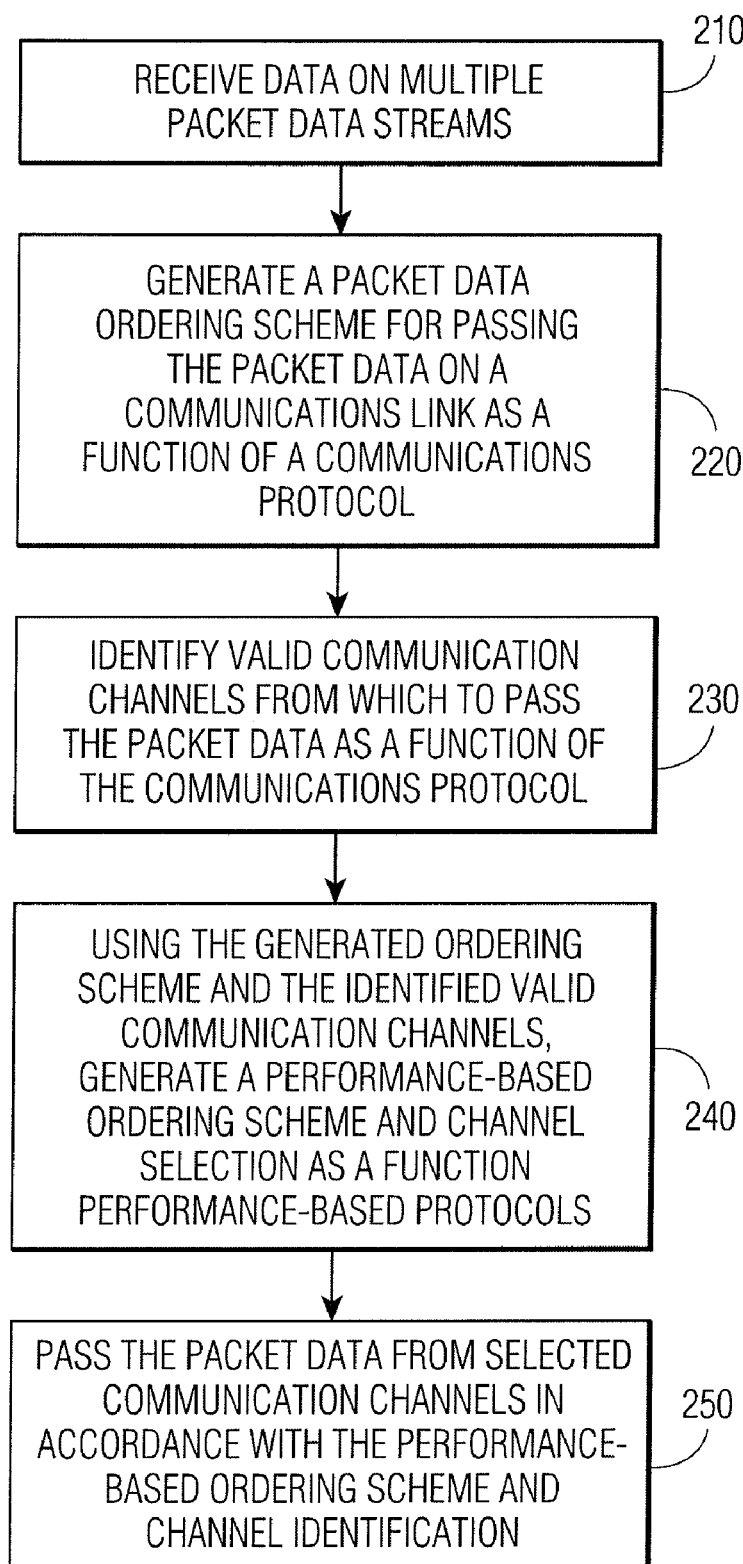 210
RECEIVE DATA ON MULTIPLE
PACKET DATA STREAMS
GENERATE A PACKET DATA
ORDERING SCHEME FOR PASSING
THE PACKET DATA ON A
COMMUNICATIONS LINK AS A
FUNCTION OF A COMMUNICATIONS
PROTOCOL
220
IDENTIFY VALID COMMUNICATION
CHANNELS FROM WHICH TO PASS
THE PACKET DATA AS A FUNCTION OF
THE COMMUNICATIONS PROTOCOL
230
USING THE GENERATED ORDERING
SCHEME AND THE IDENTIFIED VALID
COMMUNICATION CHANNELS,
GENERATE A PERFORMANCE-BASED
ORDERING SCHEME AND CHANNEL
SELECTION AS A FUNCTION
PERFORMANCE-BASED PROTOCOLS
240
PASS THE PACKET DATA FROM SELECTED
COMMUNICATION CHANNELS IN
ACCORDANCE WITH THE PERFORMANCE-
BASED ORDERING SCHEME AND
CHANNEL IDENTIFICATION
250